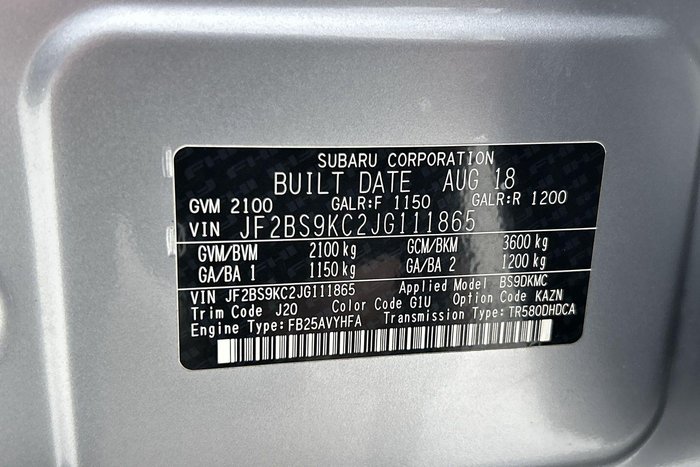 SUBARU CORPORATION
BUILT DATE AUG 18
GVM 2100 GALR:F 1150 GALR:R 1200
VIN JF2BS9KC2JG111865
GVM/BVM 2100 kg GCM/BKM 3600 kg
GA/BA 1 1150 kg GA/BA 2 1200 kg
VIN JF2BS9KC2JG111865 Applied Model BS9DKMC
Trim Code J20 Color Code G1U Option Code KAZN
Engine Type:FB25AVYHFA Transmission Type:TR580DHDCA